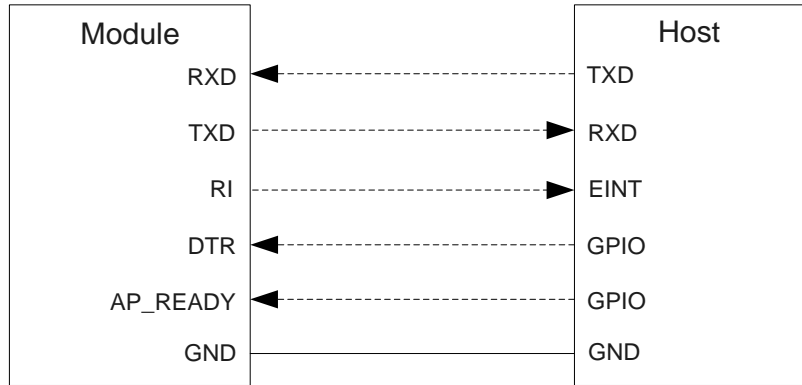 Module Host
RXD TXD
TXD RXD
RI EINT
DTR GPIO
AP_READY GPIO
GND GND